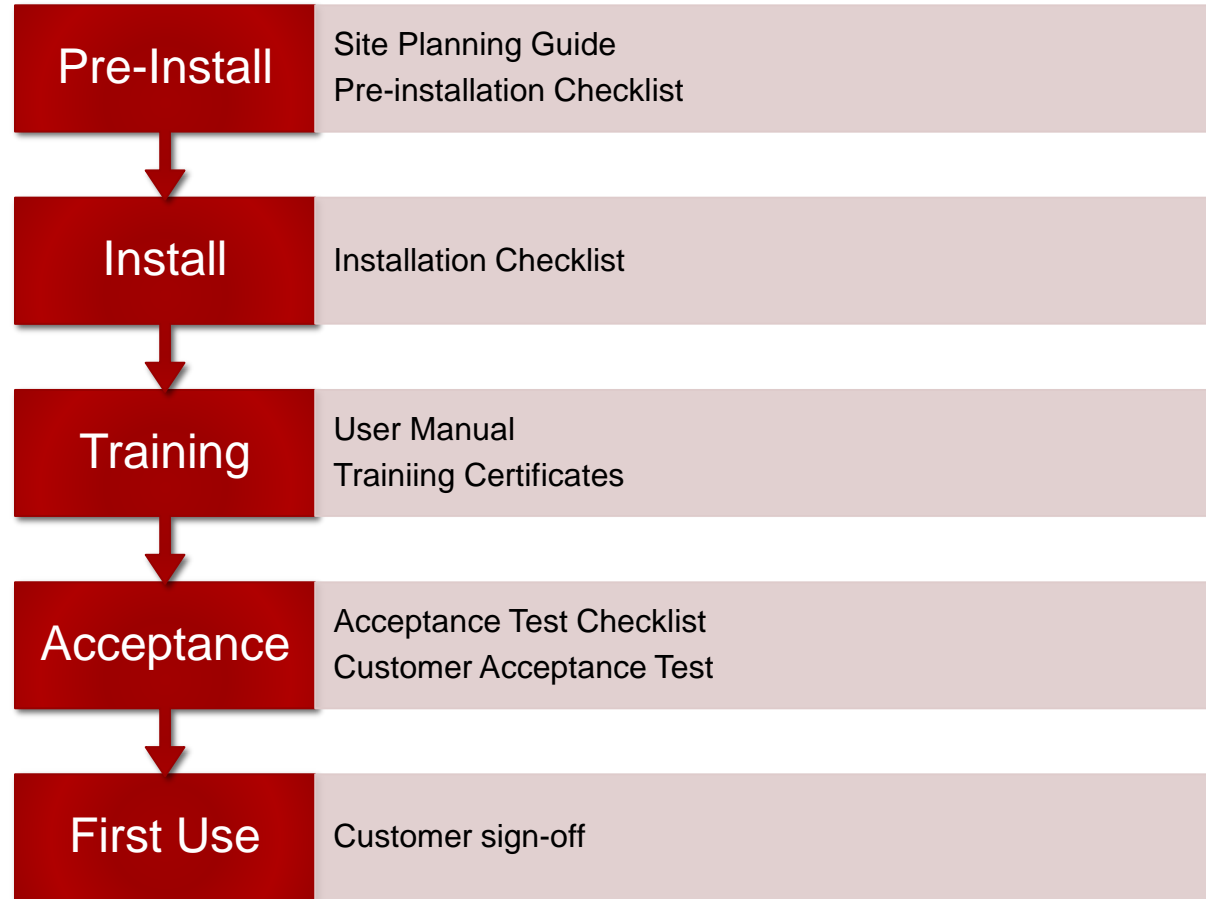 Pre-Install
Site Planning Guide
Pre-installation Checklist
Install
Installation Checklist
Training
User Manual
Trainiing Certificates
Acceptance
Acceptance Test Checklist
Customer Acceptance Test
First Use
Customer sign-off